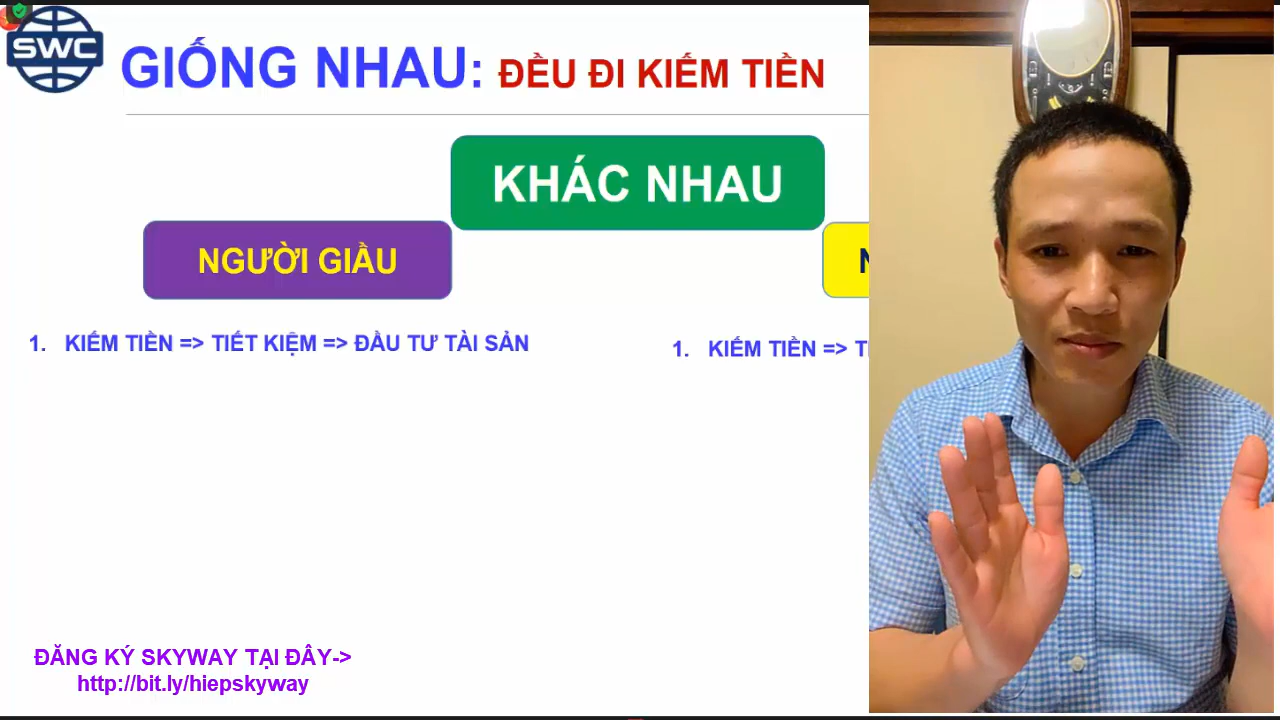 SWC
GIỐNG NHAU: ĐỀU ĐI KIẾM TIỀN
KHÁC NHAU
NGƯỜI GIẦU
1. KIẾM TIỀN => TIẾT KIỆM => ĐẦU TƯ TÀI SẢN
1. KIẾM TIỀN =>
ĐĂNG KÝ SKYWAY TẠI ĐÂY->
http://bit.ly/hiepskyway